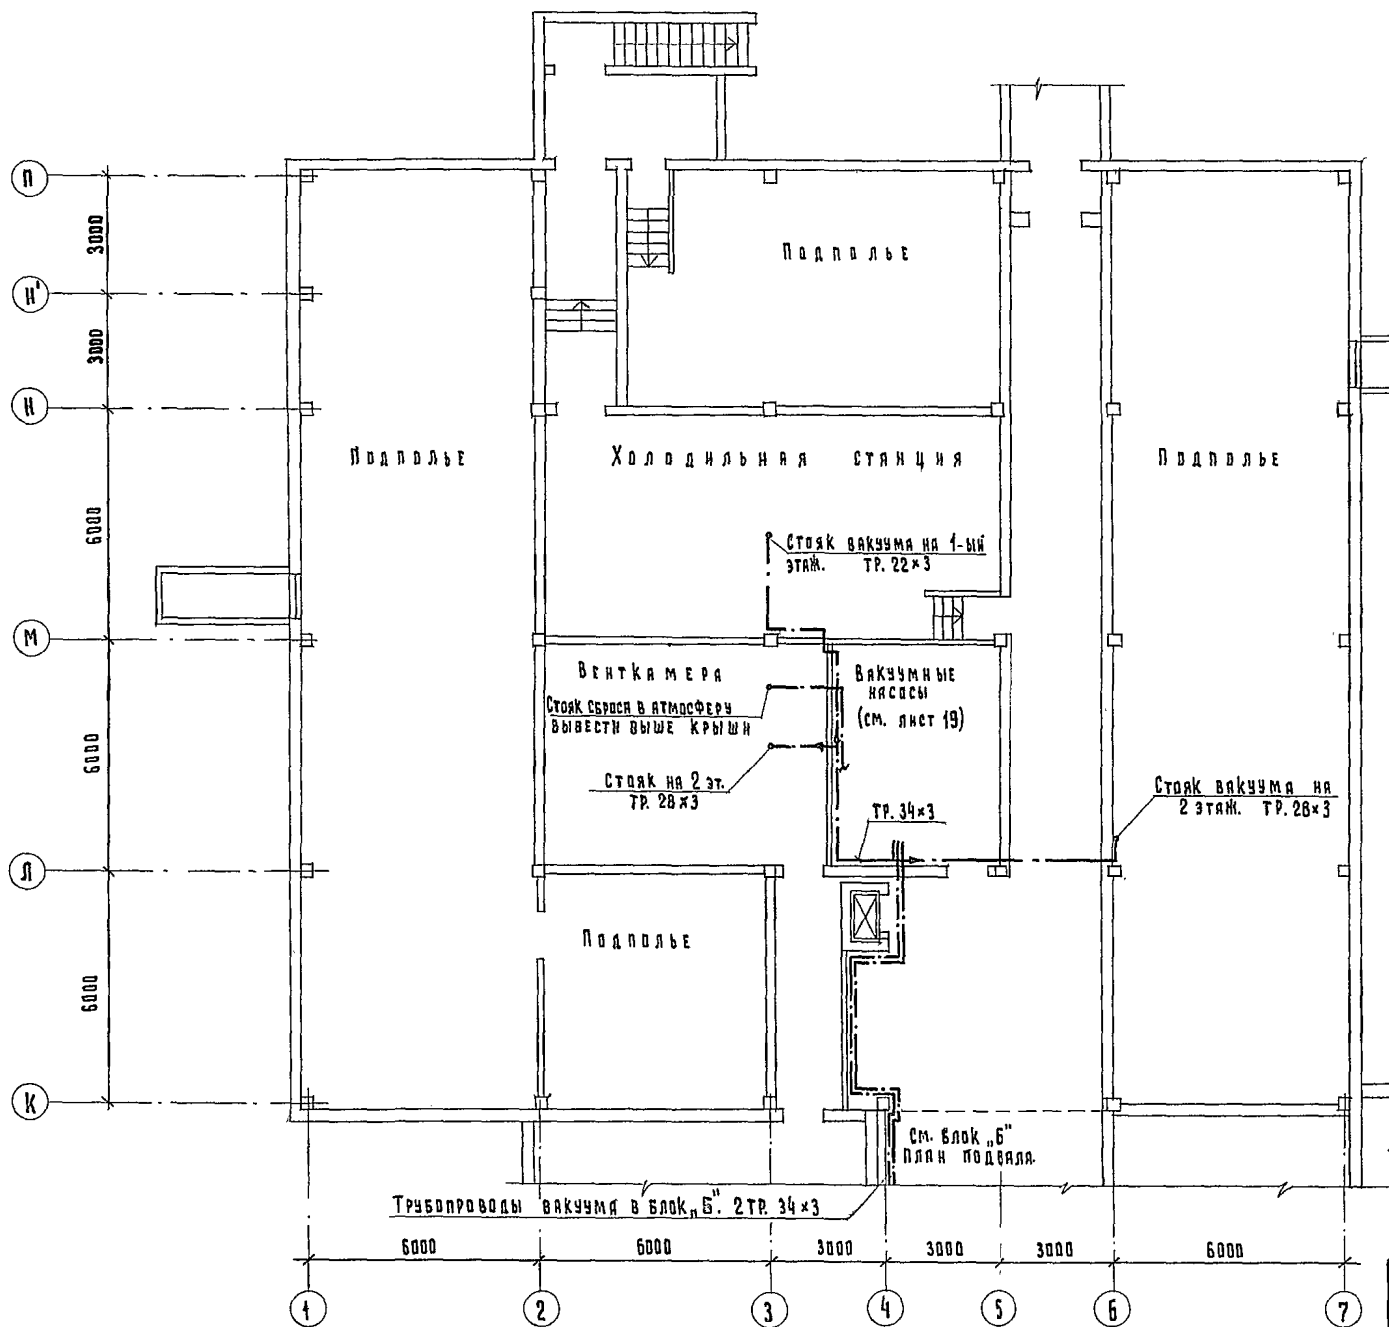 П
3000
Н'
3000
Н
6000
М
6000
Л
6000
К
Подполье
Подполье
Холодильная станция
Подполье
Стояк вакуума на 1-ый
этаж. тр. 22×3
Венткамера
Вакуумные
насосы
(см. лист 19)
Стояк сброса в атмосферу
вывести выше крыши
Стояк на 2 эт.
тр. 28×3
тр. 34×3
Стояк вакуума на
2 этаж. тр. 28×3
Подполье
см. блок „Б"
план подвала.
Трубопроводы вакуума в блок „Б". 2 тр. 34×3
6000 6000 3000 3000 3000 6000
1 2 3 4 5 6 7